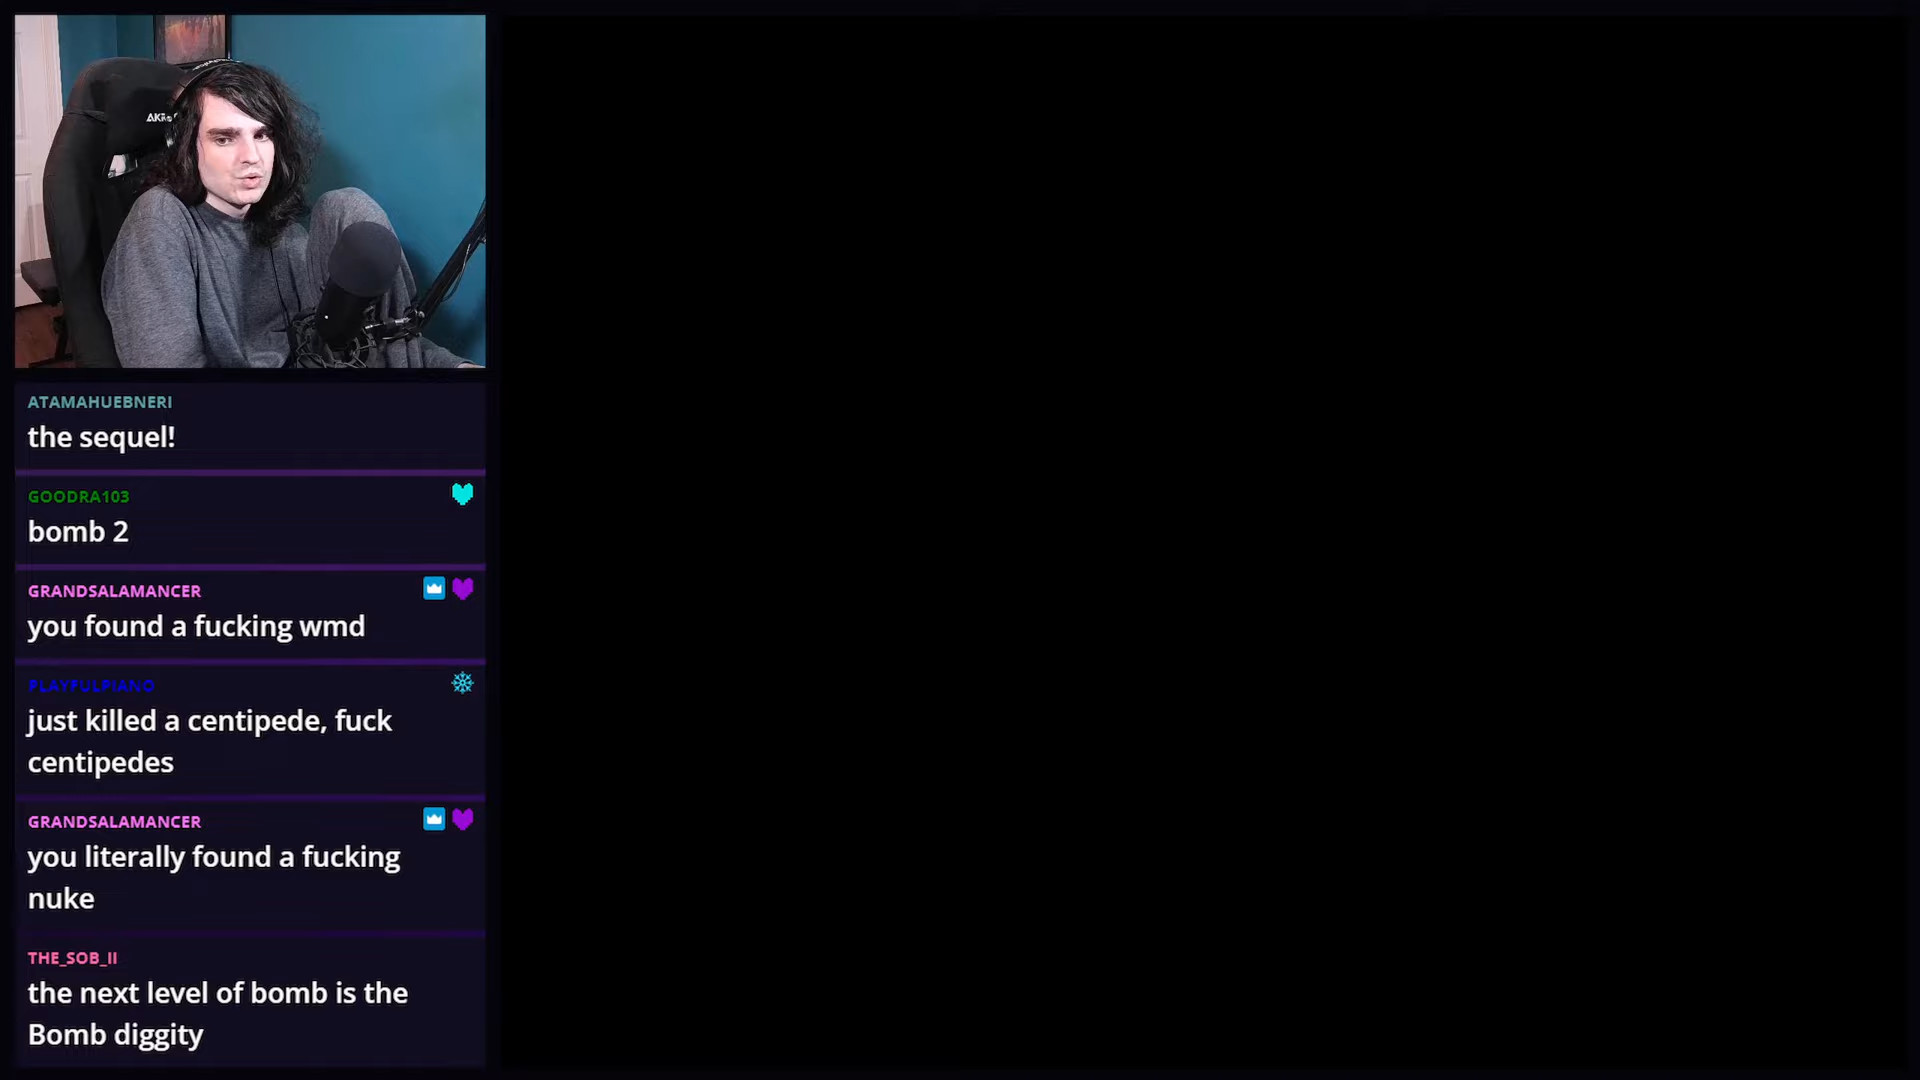 AKRa
ATAMAHUEBNERI
the sequel!
GOODRA103
bomb 2
GRANDSALAMANCER
you found a fucking wmd
PLAYFULPIANO
just killed a centipede, fuck
centipedes
GRANDSALAMANCER
you literally found a fucking
nuke
THE_SOB_II
the next level of bomb is the
Bomb diggity